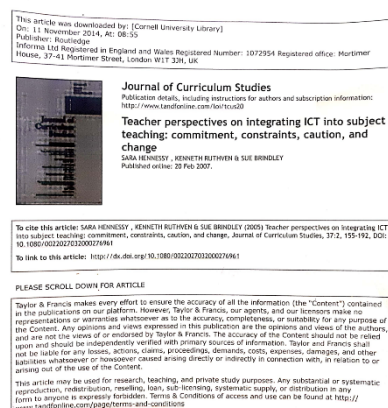 This article was downloaded by: [Cornell University Library]
On: 11 November 2014, At: 08:55
Publisher: Routledge
Informa Ltd Registered in England and Wales Registered Number: 1072954 Registered office: Mortimer
House, 37-41 Mortimer Street, London W1T 3JH, UK
Journal of Curriculum Studies
Publication details, including instructions for authors and subscription information:
http://www.tandfonline.com/loi/tcus20
Teacher perspectives on integrating ICT into subject
teaching: commitment, constraints, caution, and
change
SARA HENNESSY , KENNETH RUTHVEN & SUE BRINDLEY
Published online: 20 Feb 2007.
To cite this article: SARA HENNESSY , KENNETH RUTHVEN & SUE BRINDLEY (2005) Teacher perspectives on integrating ICT
into subject teaching: commitment, constraints, caution, and change, Journal of Curriculum Studies, 37:2, 155-192, DOI:
10.1080/0022027032000276961
To link to this article: http://dx.doi.org/10.1080/0022027032000276961
PLEASE SCROLL DOWN FOR ARTICLE
Taylor & Francis makes every effort to ensure the accuracy of all the information (the "Content") contained
in the publications on our platform. However, Taylor & Francis, our agents, and our licensors make no
representations or warranties whatsoever as to the accuracy, completeness, or suitability for any purpose of
the Content. Any opinions and views expressed in this publication are the opinions and views of the authors,
and are not the views of or endorsed by Taylor & Francis. The accuracy of the Content should not be relied
upon and should be independently verified with primary sources of information. Taylor and Francis shall
not be liable for any losses, actions, claims, proceedings, demands, costs, expenses, damages, and other
liabilities whatsoever or howsoever caused arising directly or indirectly in connection with, in relation to or
arising out of the use of the Content.
This article may be used for research, teaching, and private study purposes. Any substantial or systematic
reproduction, redistribution, reselling, loan, sub-licensing, systematic supply, or distribution in any
form to anyone is expressly forbidden. Terms & Conditions of access and use can be found at http://
www.tandfonline.com/page/terms-and-conditions